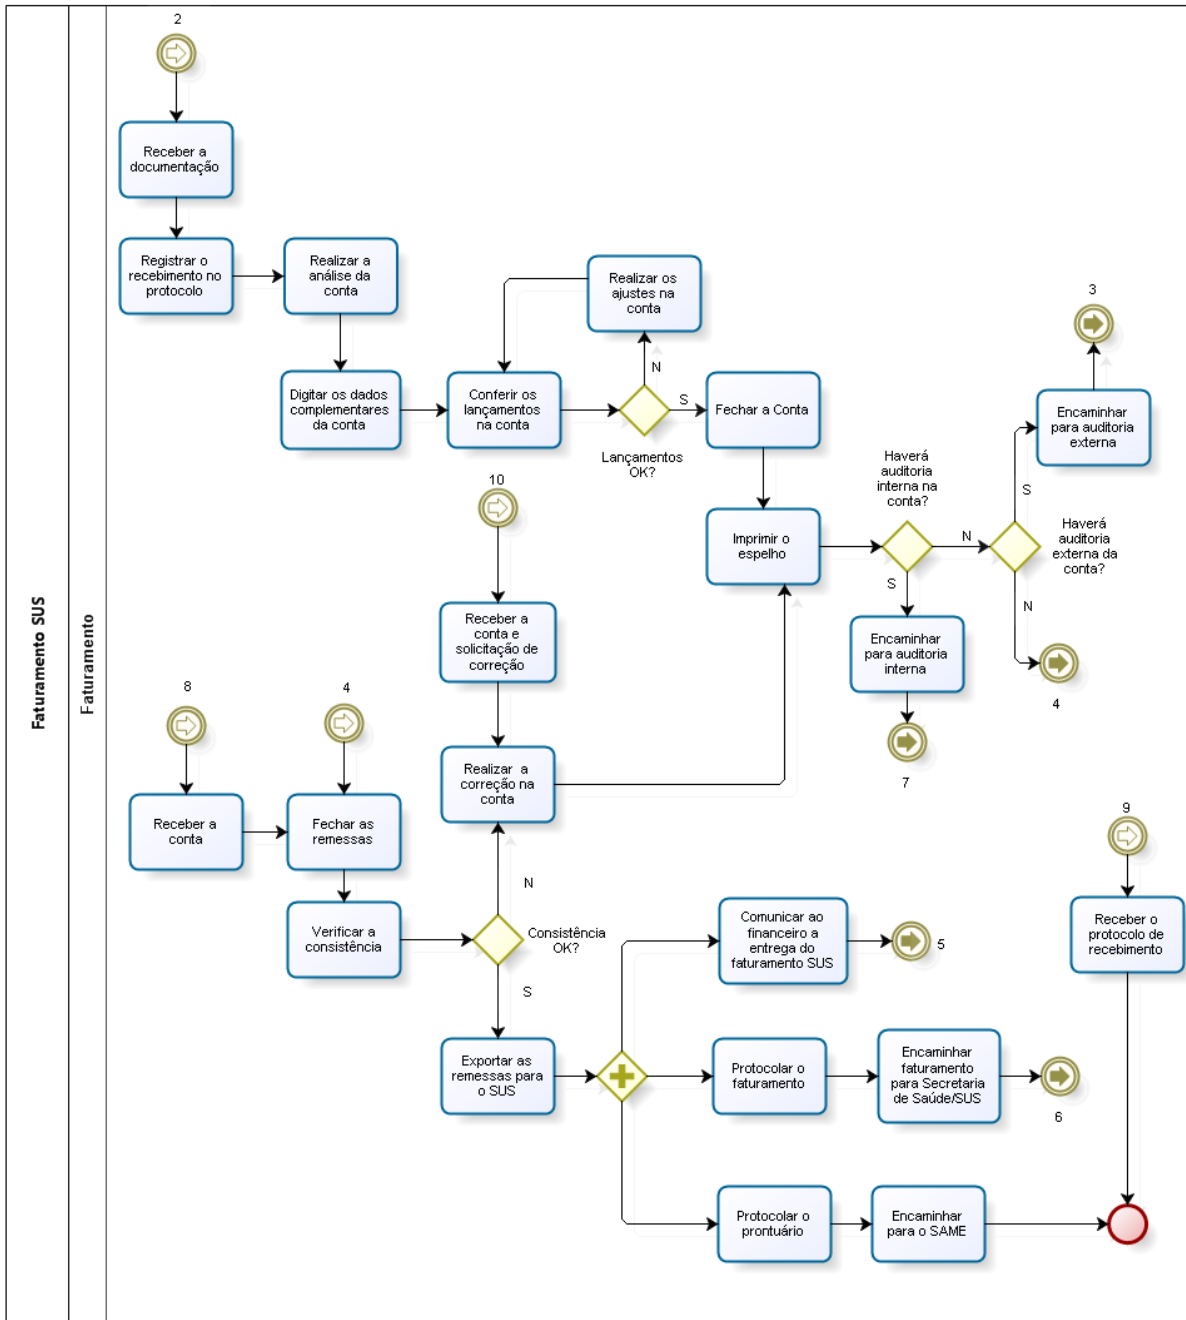 Faturamento SUS
Faturamento
2
Receber a
documentação
Registrar o
recebimento no
protocolo
Realizar a
análise da
conta
Digitar os dados
complementares
da conta
Conferir os
lançamentos
na conta
Realizar os
ajustes na
conta
N
S
Lançamentos
OK?
Fechar a Conta
Imprimir o
espelho
Haverá
auditoria
interna na
conta?
N
S
Encaminhar
para auditoria
interna
7
Haverá
auditoria
externa da
conta?
S
N
Encaminhar
para auditoria
externa
3
4
10
Receber a
conta e
solicitação de
correção
Realizar a
correção na
conta
8
Receber a
conta
4
Fechar as
remessas
Verificar a
consistência
Consistência
OK?
N
S
Exportar as
remessas para
o SUS
Comunicar ao
financeiro a
entrega do
faturamento SUS
5
Protocolar o
faturamento
Encaminhar
faturamento
para Secretaria
de Saúde/SUS
6
Protocolar o
prontuário
Encaminhar
para o SAME
9
Receber o
protocolo de
recebimento